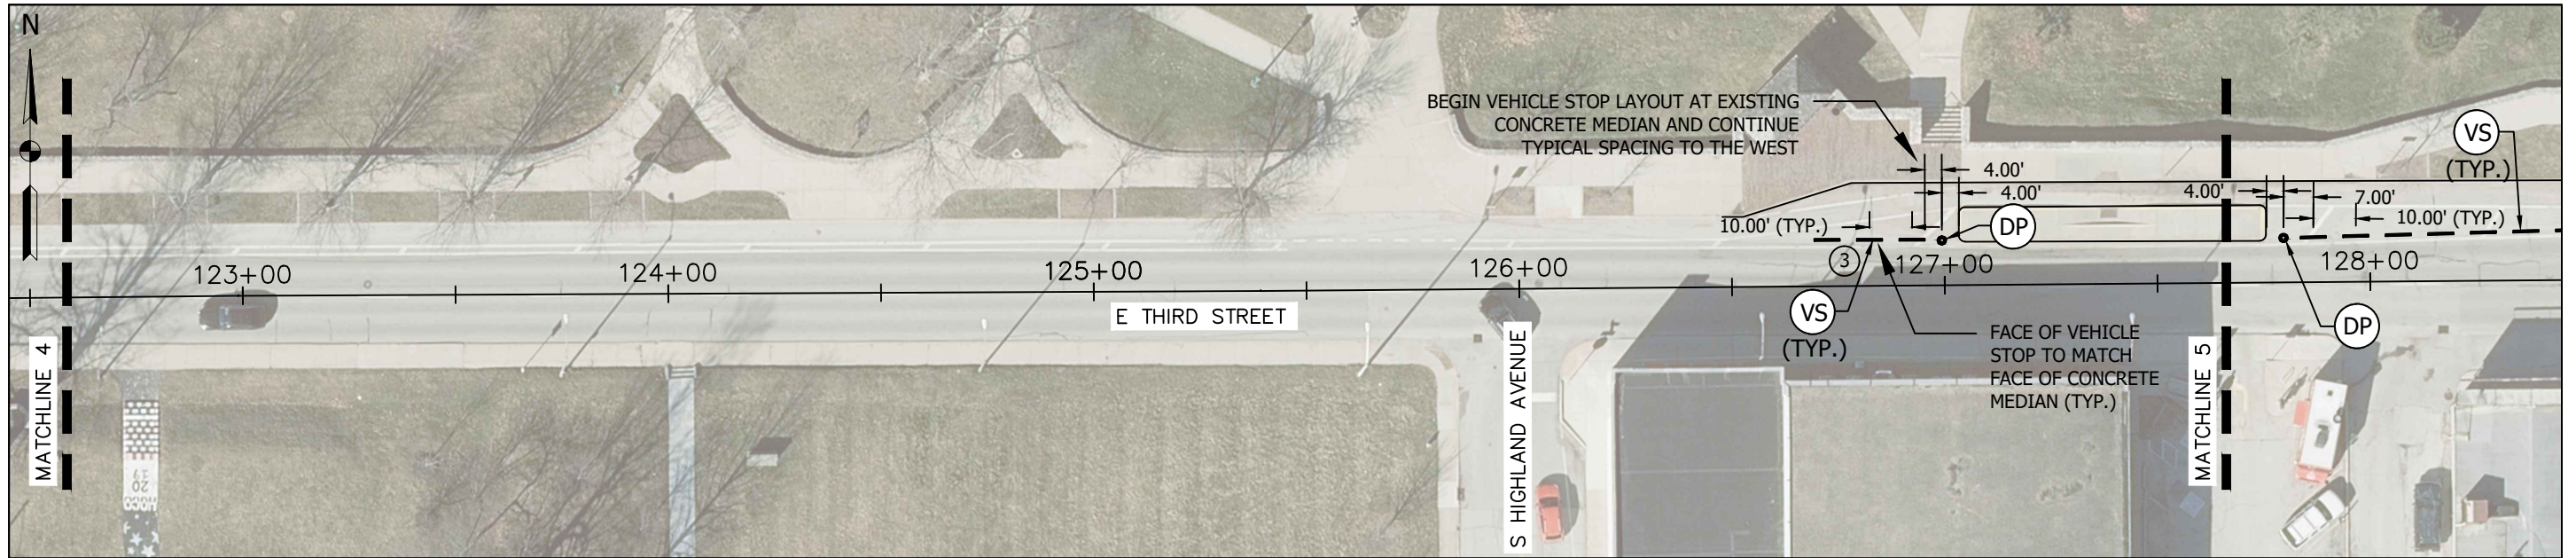 N
BEGIN VEHICLE STOP LAYOUT AT EXISTING
CONCRETE MEDIAN AND CONTINUE
TYPICAL SPACING TO THE WEST
VS
(TYP.)
4.00'
4.00'
4.00'
7.00'
10.00' (TYP.)
10.00' (TYP.)
DP
3
123+00
124+00
125+00
126+00
127+00
128+00
E THIRD STREET
VS
(TYP.)
FACE OF VEHICLE
STOP TO MATCH
FACE OF CONCRETE
MEDIAN (TYP.)
DP
MATCHLINE 4
S HIGHLAND AVENUE
MATCHLINE 5
20
19